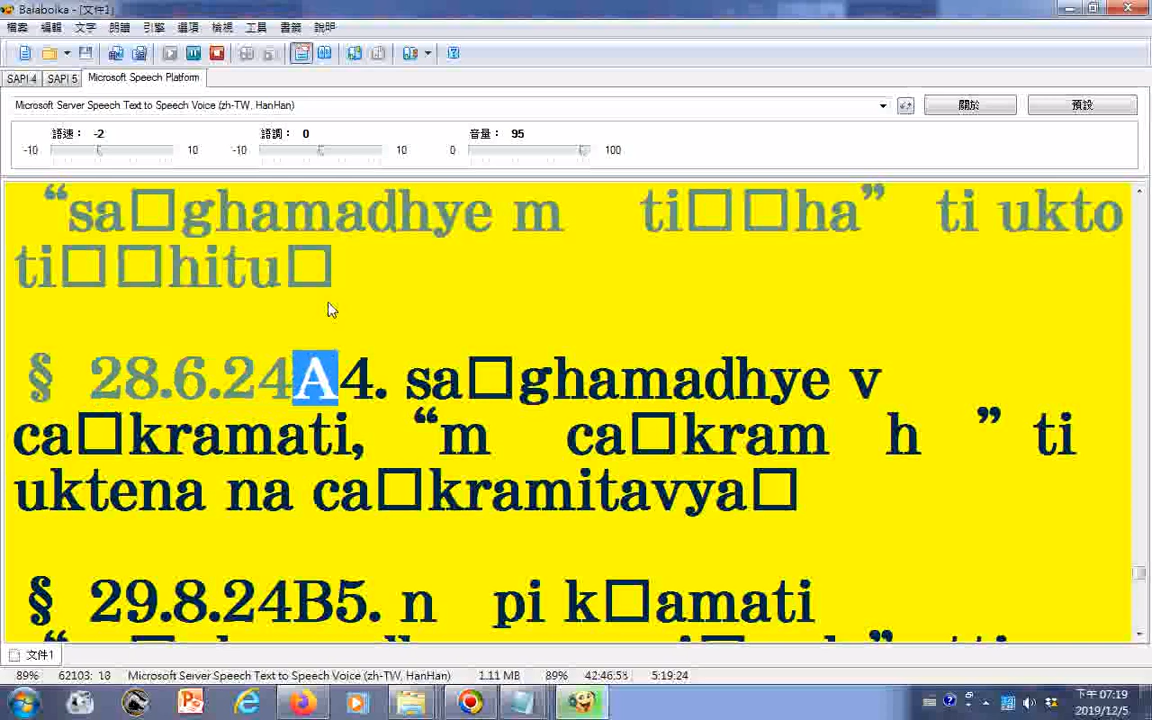 Balabolka - [文件1]
檔案 編輯 文字 朗讀 引擎 選項 檢視 工具 書籤 說明
SAPI 4 SAPI 5 Microsoft Speech Platform
Microsoft Server Speech Text to Speech Voice (zh-TW, HanHan) 關於 預設
語速： -2 語調： 0 音量： 95
-10 10 -10 10 0 100
“sa□ghamadhye m ti□□ha” ti ukto
ti□□hitu□
§ 28.6.24A4. sa□ghamadhye v
ca□kramati, “m ca□kram h ” ti
uktena na ca□kramitavya□
§ 29.8.24B5. n pi k□amati
文件1
89% 62103: 18 Microsoft Server Speech Text to Speech Voice (zh-TW, HanHan) 1.11 MB 89% 42:46:53 5:19:24
下午 07:19
2019/12/5